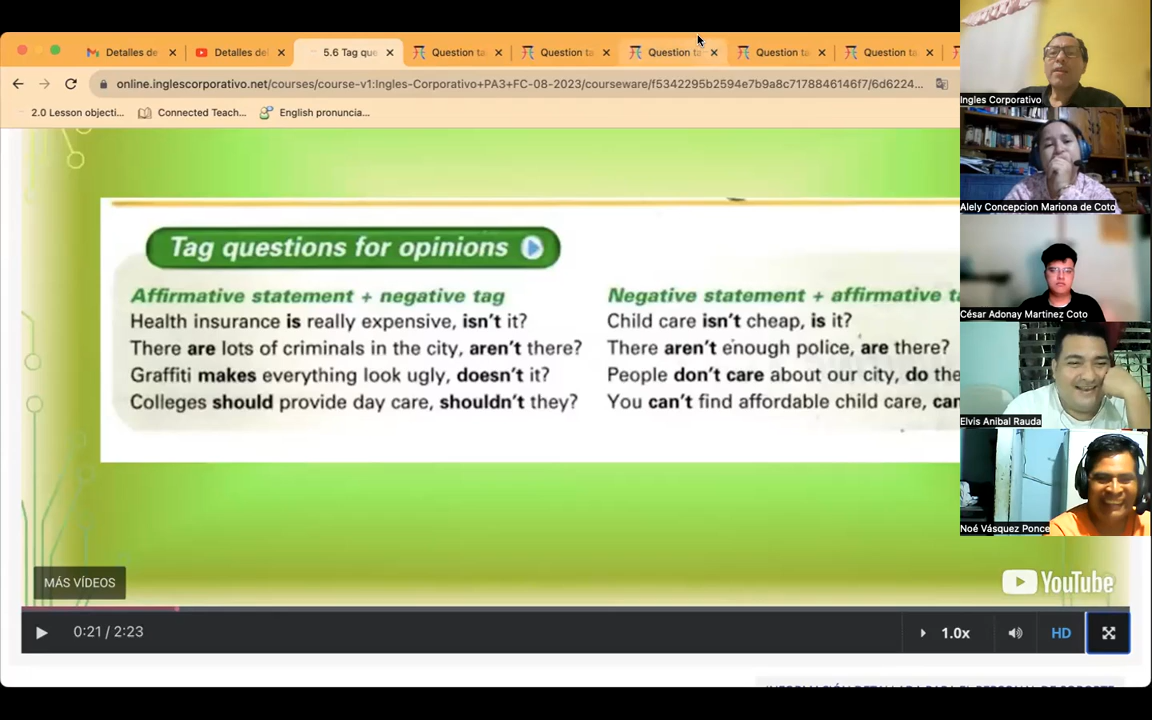 Detalles de
Detalles del
5.6 Tag que
Question ta
Question ta
Question ta
Question ta
Question ta
online.inglescorporativo.net/courses/course-v1:Ingles-Corporativo+PA3+FC-08-2023/courseware/f5342295b2594e7b9a8c7178846146f7/6d6224...
2.0 Lesson objecti...
Connected Teach...
English pronuncia...
Tag questions for opinions
Affirmative statement + negative tag
Health insurance is really expensive, isn't it?
There are lots of criminals in the city, aren't there?
Graffiti makes everything look ugly, doesn't it?
Colleges should provide day care, shouldn't they?
Negative statement + affirmative ta
Child care isn't cheap, is it?
There aren't enough police, are there?
People don't care about our city, do the
You can't find affordable child care, can
MÁS VÍDEOS
YouTube
0:21 / 2:23
1.0x
HD
Ingles Corporativo
Alely Concepcion Mariona de Coto
César Adonay Martinez Coto
Elvis Anibal Rauda
Noé Vásquez Ponce